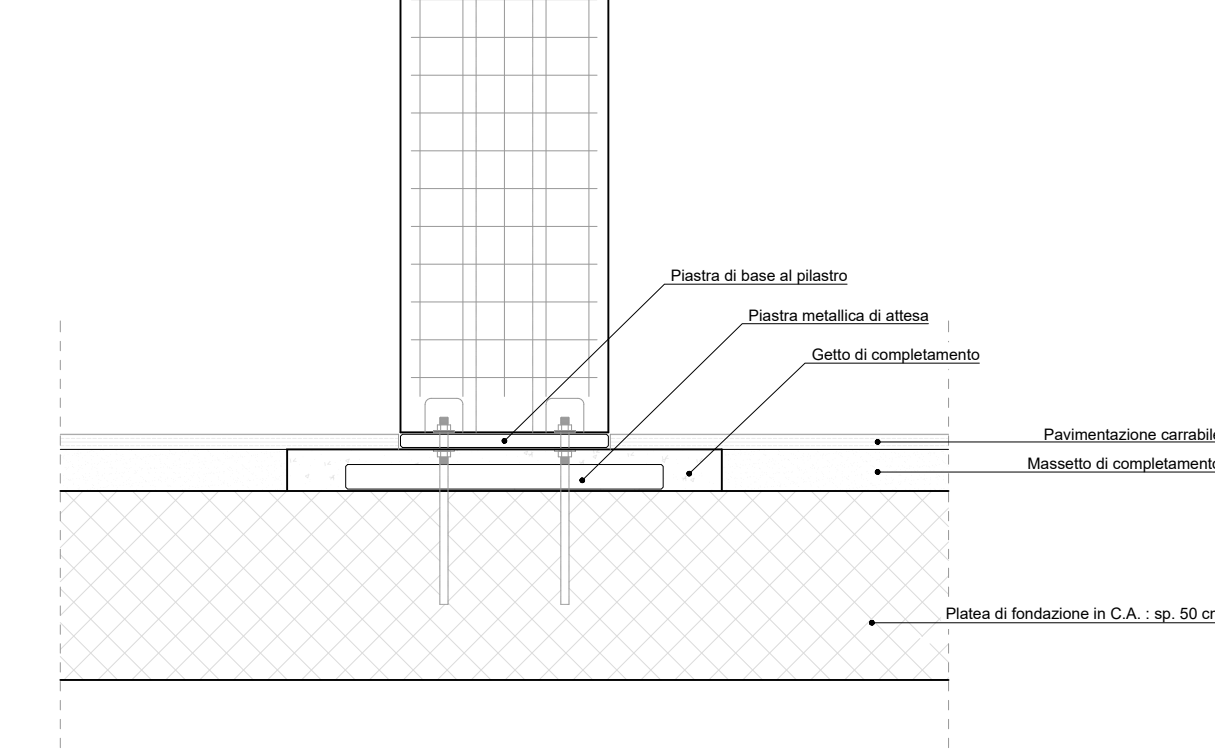 Piastra di base al pilastro
Piastra metallica di attesa
Getto di completamento
Pavimentazione carrabile
Massetto di completamento
Platea di fondazione in C.A. : sp. 50